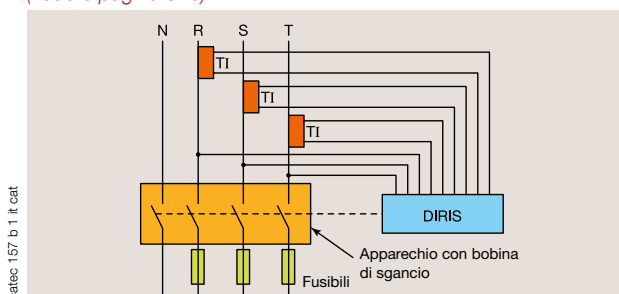 N R S T
TI
TI
TI
DIRIS
Apparechio con bobina
di sgancio
Fusibili
atec 157 b 1 it cat